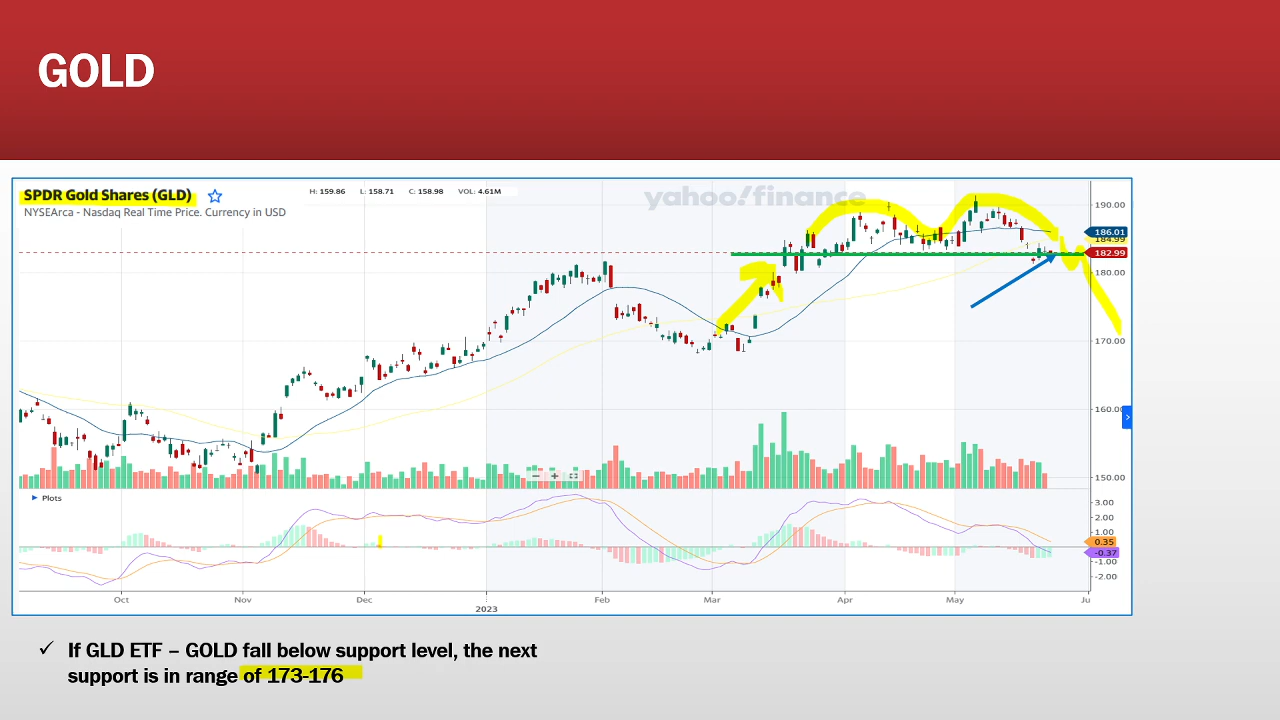 GOLD
SPDR Gold Shares (GLD)
H: 159.86 L: 158.71 C: 158.98 VOL: 4.61M
yahoo!finance
NYSEArca - Nasdaq Real Time Price. Currency in USD
190.00
186.01
184.99
182.99
180.00
170.00
160.00
150.00
Plots
3.00
2.00
1.00
0.35
-0.37
-1.00
-2.00
Oct Nov Dec Feb Mar Apr May Ju
2023
✓ If GLD ETF – GOLD fall below support level, the next
support is in range of 173-176